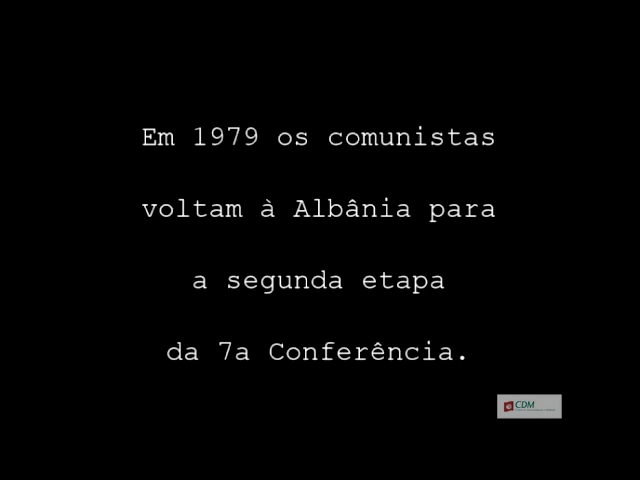 Em 1979 os comunistas
voltam à Albânia para
a segunda etapa
da 7a Conferência.
CDM